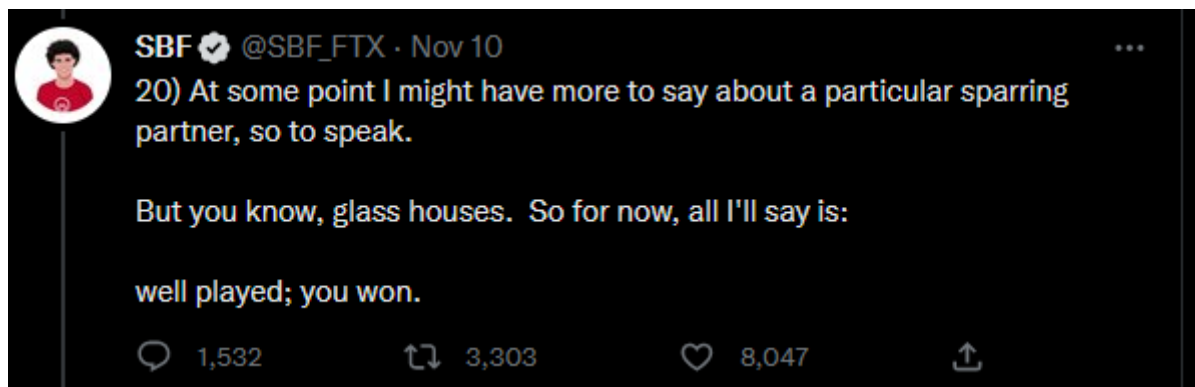 SBF @SBF_FTX · Nov 10
20) At some point I might have more to say about a particular sparring
partner, so to speak.
But you know, glass houses.  So for now, all I'll say is:
well played; you won.
1,532 3,303 8,047